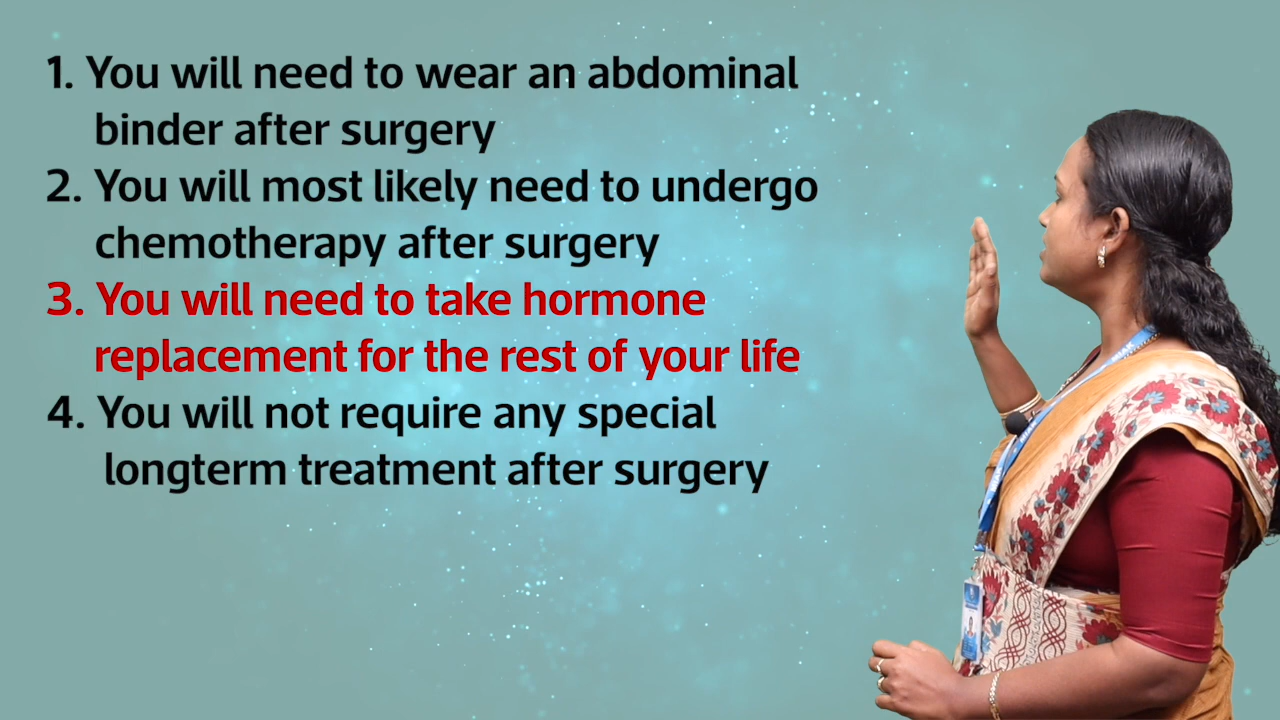 1. You will need to wear an abdominal
binder after surgery
2. You will most likely need to undergo
chemotherapy after surgery
3. You will need to take hormone
replacement for the rest of your life
4. You will not require any special
longterm treatment after surgery